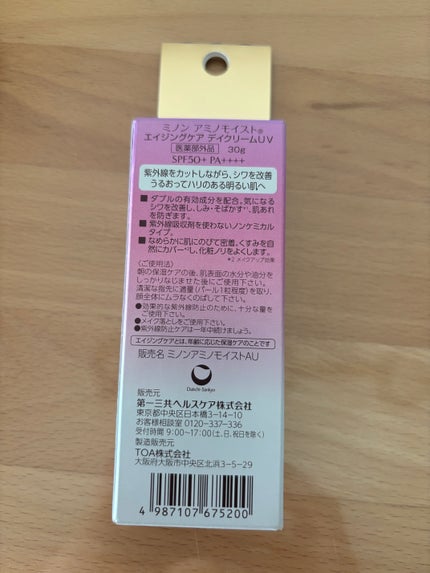 ミノン アミノモイスト®
エイジングケア デイクリームUV
医薬部外品 30g
SPF50+ PA++++
紫外線をカットしながら、シワを改善
うるおってハリのある明るい肌へ
■ ダブルの有効成分を配合。気になる
シワを改善し、しみ・そばかす*¹、肌あれ
を防ぎます。
■ 紫外線吸収剤を使わないノンケミカル
タイプ。
■ なめらかに肌にのびて密着。くすみを自
然にカバー*²し、化粧ノリをよくします。
*2 メイクアップ効果
〈ご使用法〉
朝の保湿ケアの後、肌表面の水分や油分を
しっかりなじませた後にご使用下さい。
清潔な指先に適量(パール1粒程度)を取り、
顔全体にムラなくのばして下さい。
●効果的な紫外線防止のために、十分な量を
ご使用下さい。
●メイク落としをご使用下さい。
●紫外線防止ケアは一年中続けましょう。
エイジングケアとは、年齢に応じた保湿ケアのことです
販売名 ミノンアミノモイストAU
Daiichi-Sankyo
販売元
第一三共ヘルスケア株式会社
東京都中央区日本橋3-14-10
お客様相談室 0120-337-336
受付時間 9:00~17:00(土、日、祝日を除く)
製造販売元
TOA株式会社
大阪府大阪市中央区北浜3-5-29
4 987107 675200